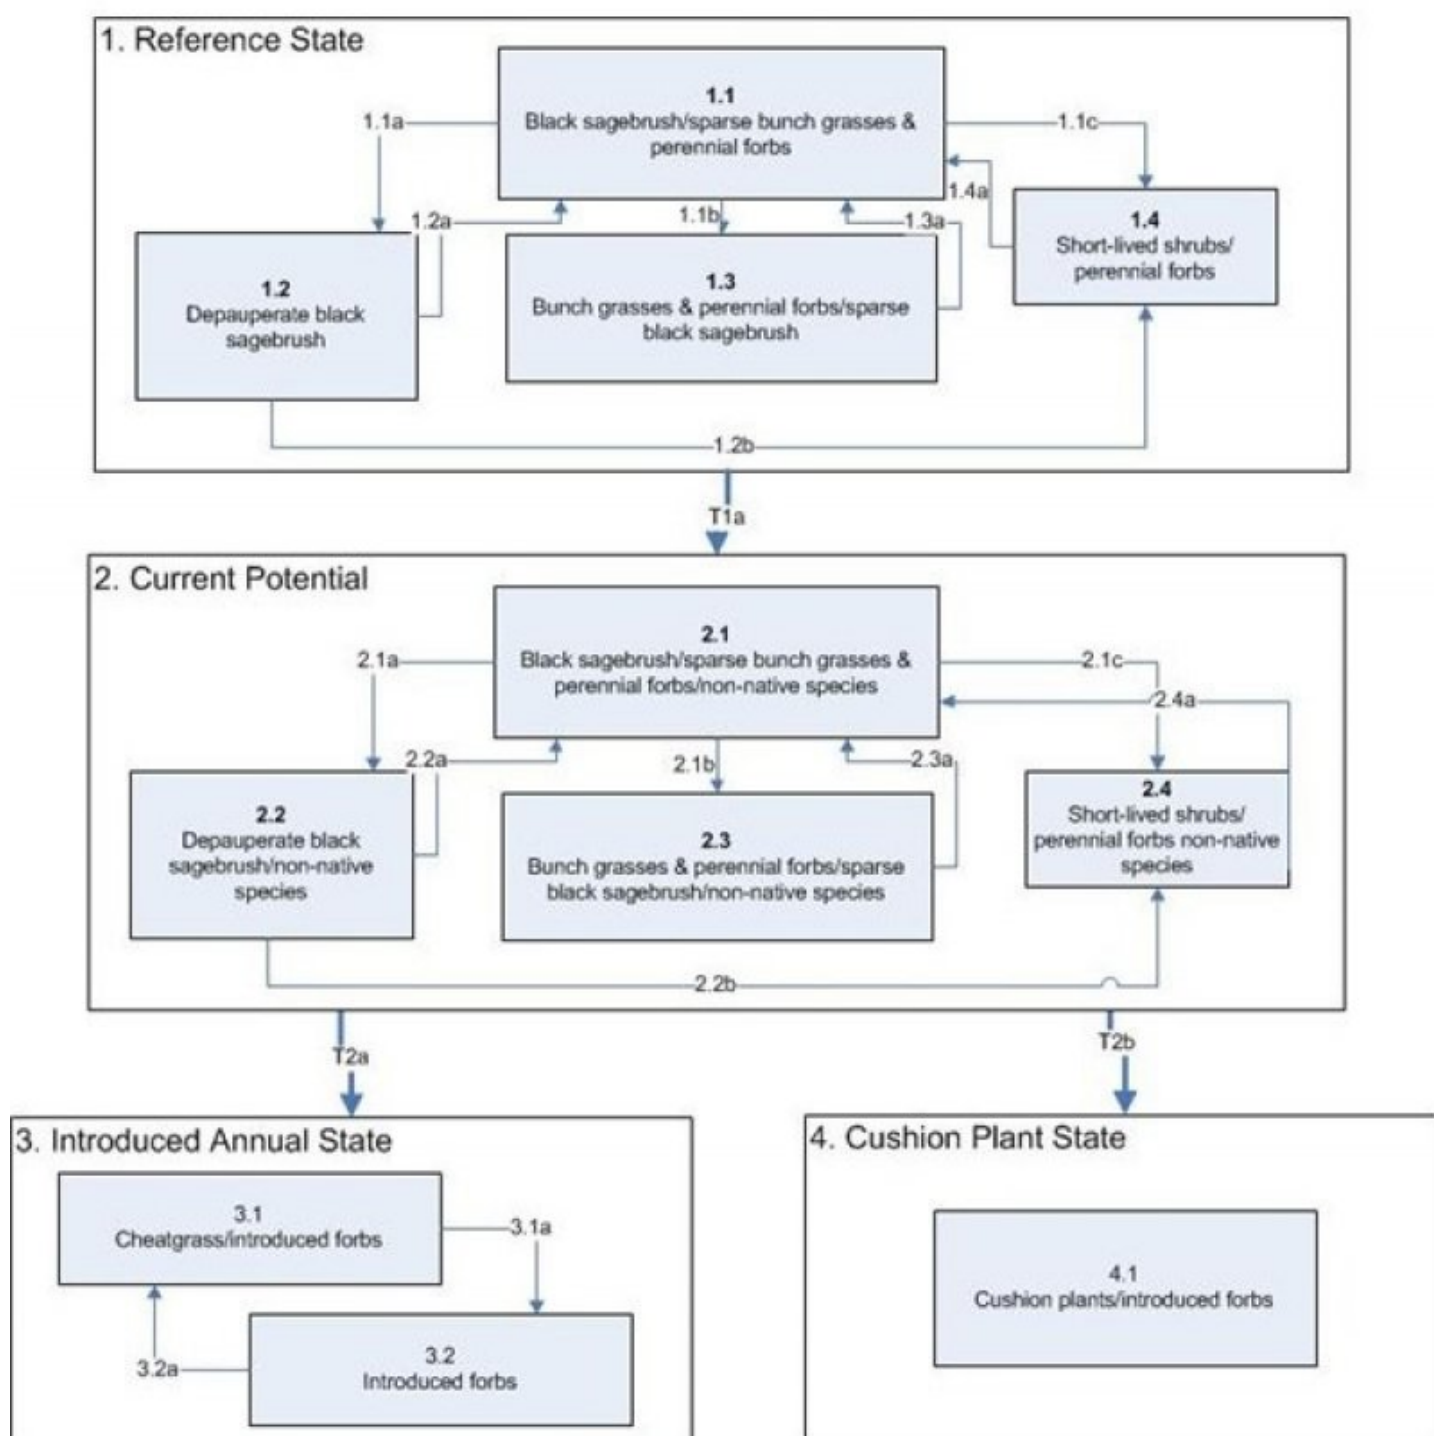 1. Reference State
1.1
Black sagebrush/sparse bunch grasses &
perennial forbs
1.1a
1.1c
1.4a
1.2a
1.1b
1.3a
1.4
Short-lived shrubs/
perennial forbs
1.2
Depauperate black
sagebrush
1.3
Bunch grasses & perennial forbs/sparse
black sagebrush
1.2b
T1a
2. Current Potential
2.1
Black sagebrush/sparse bunch grasses &
perennial forbs/non-native species
2.1a
2.1c
2.4a
2.2a
2.1b
2.3a
2.2
Depauperate black
sagebrush/non-native
species
2.3
Bunch grasses & perennial forbs/sparse
black sagebrush/non-native species
2.4
Short-lived shrubs/
perennial forbs non-native
species
2.2b
T2a
T2b
3. Introduced Annual State
3.1
Cheatgrass/introduced forbs
3.1a
3.2
Introduced forbs
3.2a
4. Cushion Plant State
4.1
Cushion plants/introduced forbs